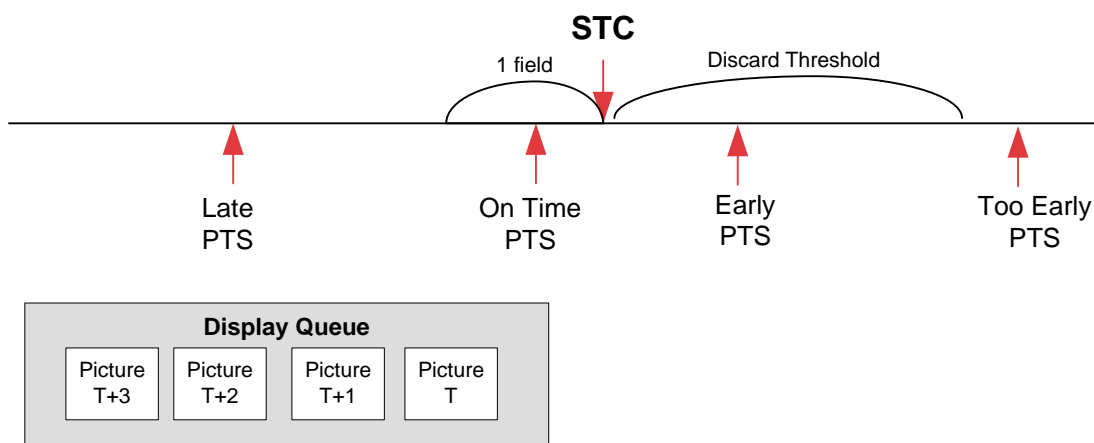 STC
1 field
Discard Threshold
Late
PTS
On Time
PTS
Early
PTS
Too Early
PTS
Display Queue
Picture
T+3
Picture
T+2
Picture
T+1
Picture
T